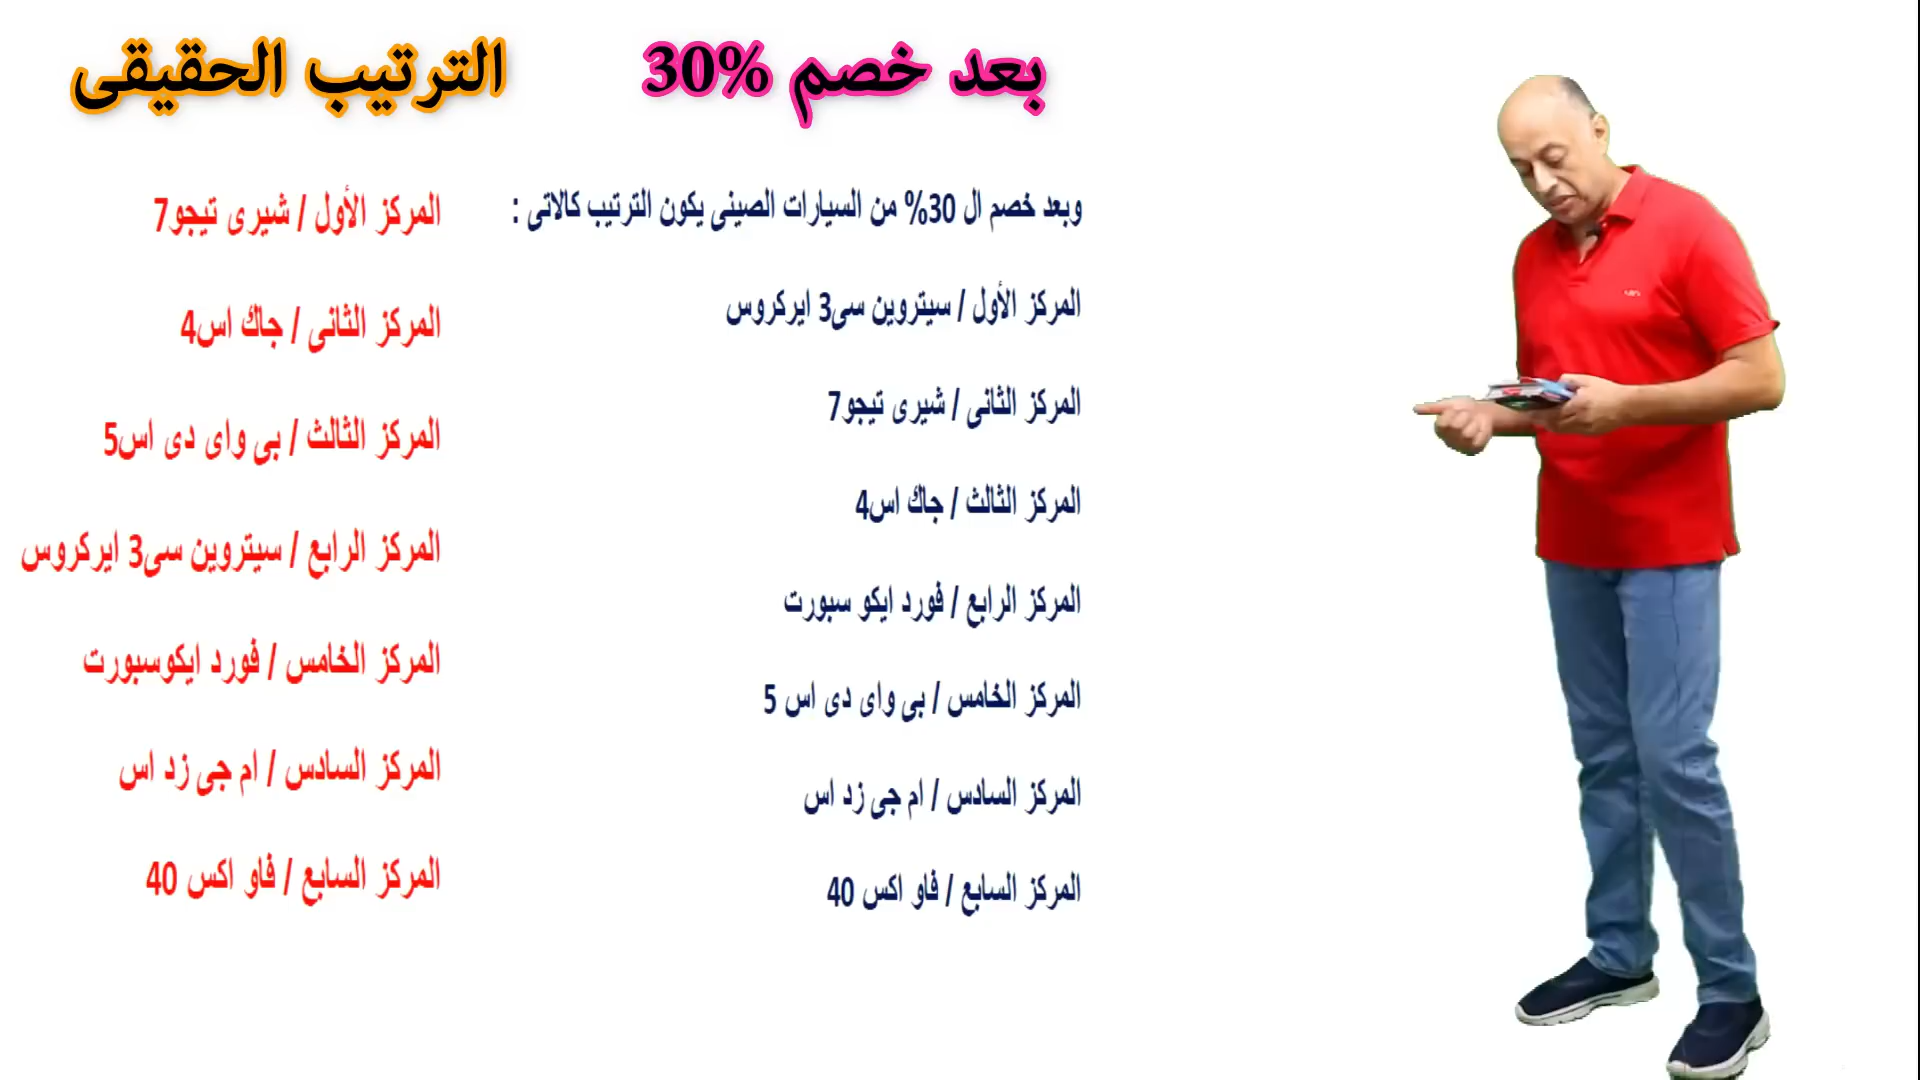 بعد خصم 30%
وبعد خصم ال 30% من السيارات الصينى يكون الترتيب كالاتى :
المركز الأول / سيتروين سى3 ايركروس
المركز الثانى / شيرى تيجو7
المركز الثالث / جاك اس4
المركز الرابع / فورد ايكو سبورت
المركز الخامس / بى واى دى اس 5
المركز السادس / ام جى زد اس
المركز السابع / فاو اكس 40
الترتيب الحقيقى
المركز الأول / شيرى تيجو7
المركز الثانى / جاك اس4
المركز الثالث / بى واى دى اس5
المركز الرابع / سيتروين سى3 ايركروس
المركز الخامس / فورد ايكوسبورت
المركز السادس / ام جى زد اس
المركز السابع / فاو اكس 40